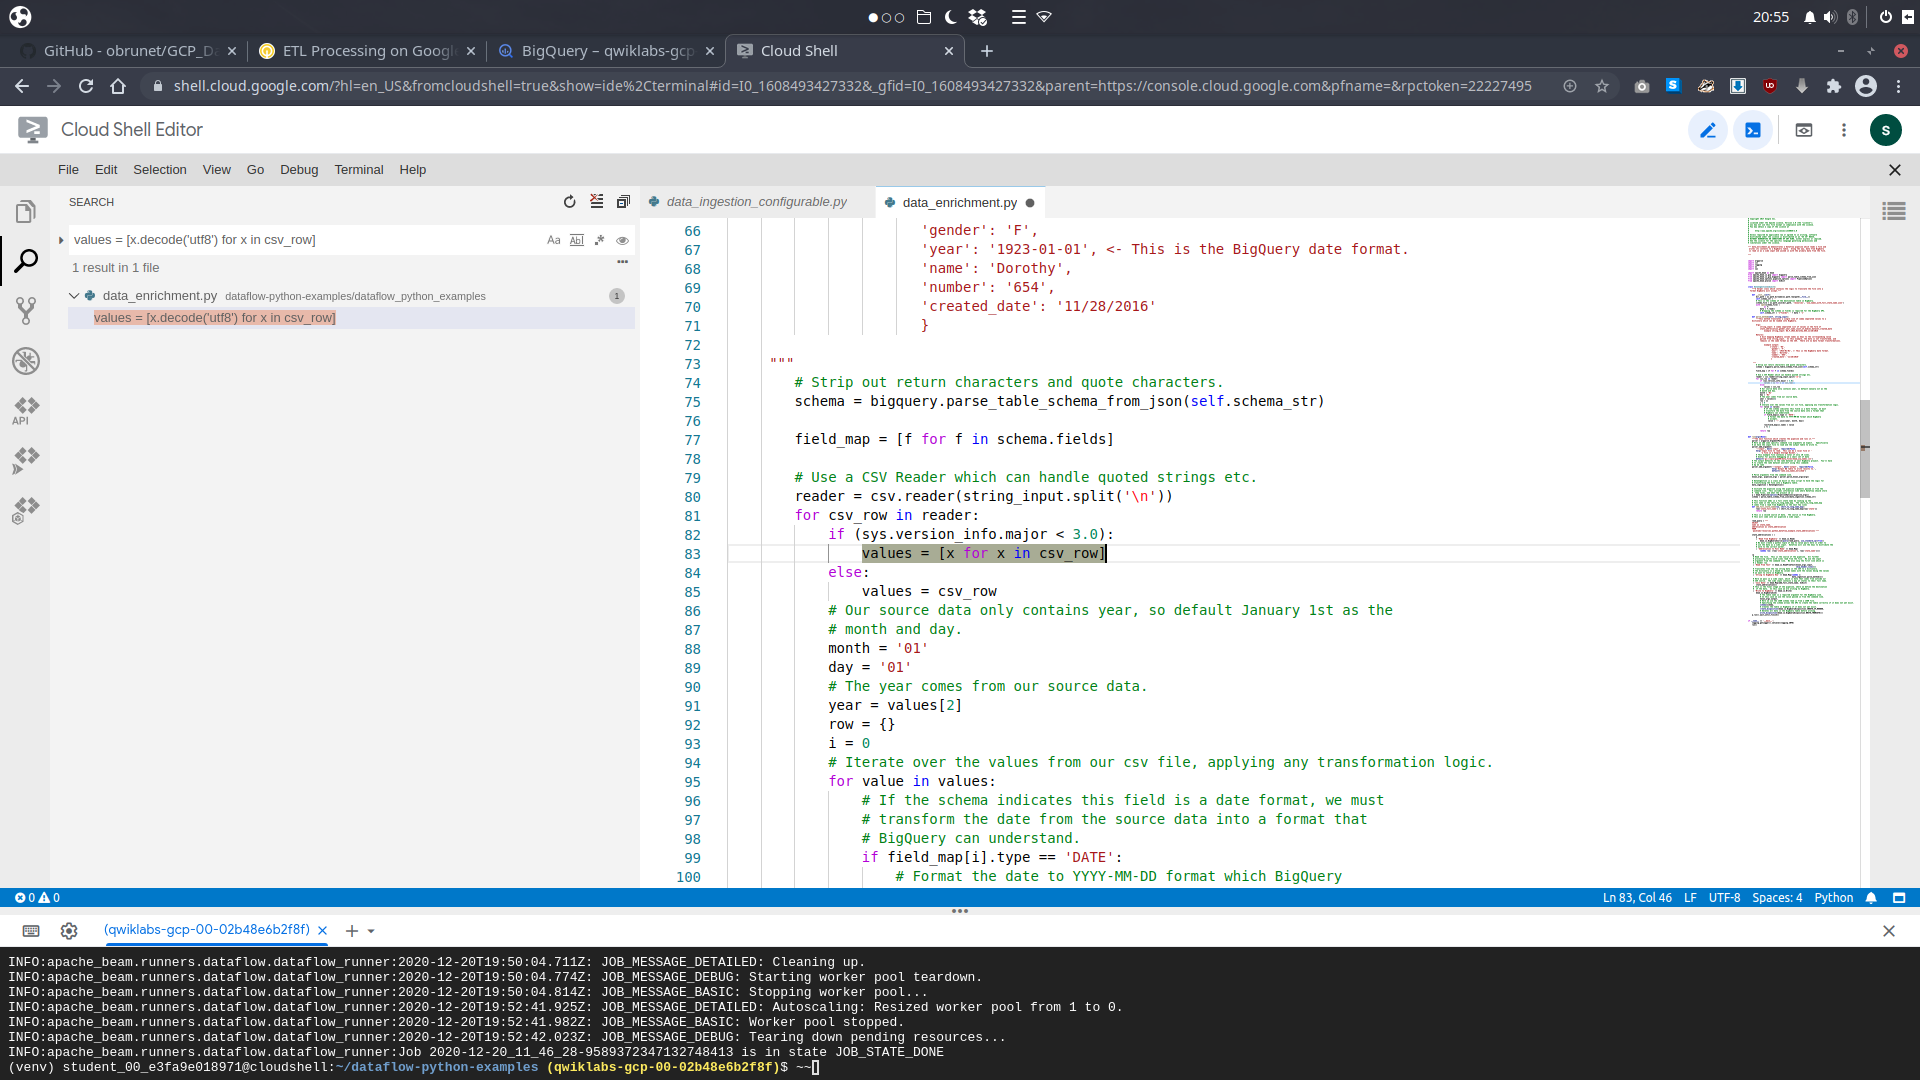 20:55
GitHub - obrunet/GCP_Da
ETL Processing on Google
BigQuery – qwiklabs-gcp
Cloud Shell
shell.cloud.google.com/?hl=en_US&fromcloudshell=true&show=ide%2Cterminal#id=I0_1608493427332&_gfid=I0_1608493427332&parent=https://console.cloud.google.com&pfname=&rpctoken=22227495
Cloud Shell Editor
S
File Edit Selection View Go Debug Terminal Help
SEARCH
values = [x.decode('utf8') for x in csv_row]
Aa Abl .*
1 result in 1 file
data_enrichment.py dataflow-python-examples/dataflow_python_examples 1
values = [x.decode('utf8') for x in csv_row]
API
data_ingestion_configurable.py
data_enrichment.py
66 'gender': 'F',
67 'year': '1923-01-01', <- This is the BigQuery date format.
68 'name': 'Dorothy',
69 'number': '654',
70 'created_date': '11/28/2016'
71 }
72
73 """
74 # Strip out return characters and quote characters.
75 schema = bigquery.parse_table_schema_from_json(self.schema_str)
76
77 field_map = [f for f in schema.fields]
78
79 # Use a CSV Reader which can handle quoted strings etc.
80 reader = csv.reader(string_input.split('\n'))
81 for csv_row in reader:
82 if (sys.version_info.major < 3.0):
83 values = [x for x in csv_row]
84 else:
85 values = csv_row
86 # Our source data only contains year, so default January 1st as the
87 # month and day.
88 month = '01'
89 day = '01'
90 # The year comes from our source data.
91 year = values[2]
92 row = {}
93 i = 0
94 # Iterate over the values from our csv file, applying any transformation logic.
95 for value in values:
96 # If the schema indicates this field is a date format, we must
97 # transform the date from the source data into a format that
98 # BigQuery can understand.
99 if field_map[i].type == 'DATE':
100 # Format the date to YYYY-MM-DD format which BigQuery
0 0
Ln 83, Col 46 LF UTF-8 Spaces: 4 Python
(qwiklabs-gcp-00-02b48e6b2f8f)
INFO:apache_beam.runners.dataflow.dataflow_runner:2020-12-20T19:50:04.711Z: JOB_MESSAGE_DETAILED: Cleaning up.
INFO:apache_beam.runners.dataflow.dataflow_runner:2020-12-20T19:50:04.774Z: JOB_MESSAGE_DEBUG: Starting worker pool teardown.
INFO:apache_beam.runners.dataflow.dataflow_runner:2020-12-20T19:50:04.814Z: JOB_MESSAGE_BASIC: Stopping worker pool...
INFO:apache_beam.runners.dataflow.dataflow_runner:2020-12-20T19:52:41.925Z: JOB_MESSAGE_DETAILED: Autoscaling: Resized worker pool from 1 to 0.
INFO:apache_beam.runners.dataflow.dataflow_runner:2020-12-20T19:52:41.982Z: JOB_MESSAGE_BASIC: Worker pool stopped.
INFO:apache_beam.runners.dataflow.dataflow_runner:2020-12-20T19:52:42.023Z: JOB_MESSAGE_DEBUG: Tearing down pending resources...
INFO:apache_beam.runners.dataflow.dataflow_runner:Job 2020-12-20_11_46_28-9589372347132748413 is in state JOB_STATE_DONE
(venv) student_00_e3fa9e018971@cloudshell:~/dataflow-python-examples (qwiklabs-gcp-00-02b48e6b2f8f)$ ~~